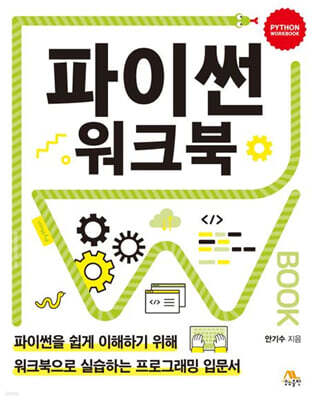 PYTHON
WORKBOOK
파이썬
워크북
</>
BOOK
</>
파이썬을 쉽게 이해하기 위해
워크북으로 실습하는 프로그래밍 입문서
안기수 지음